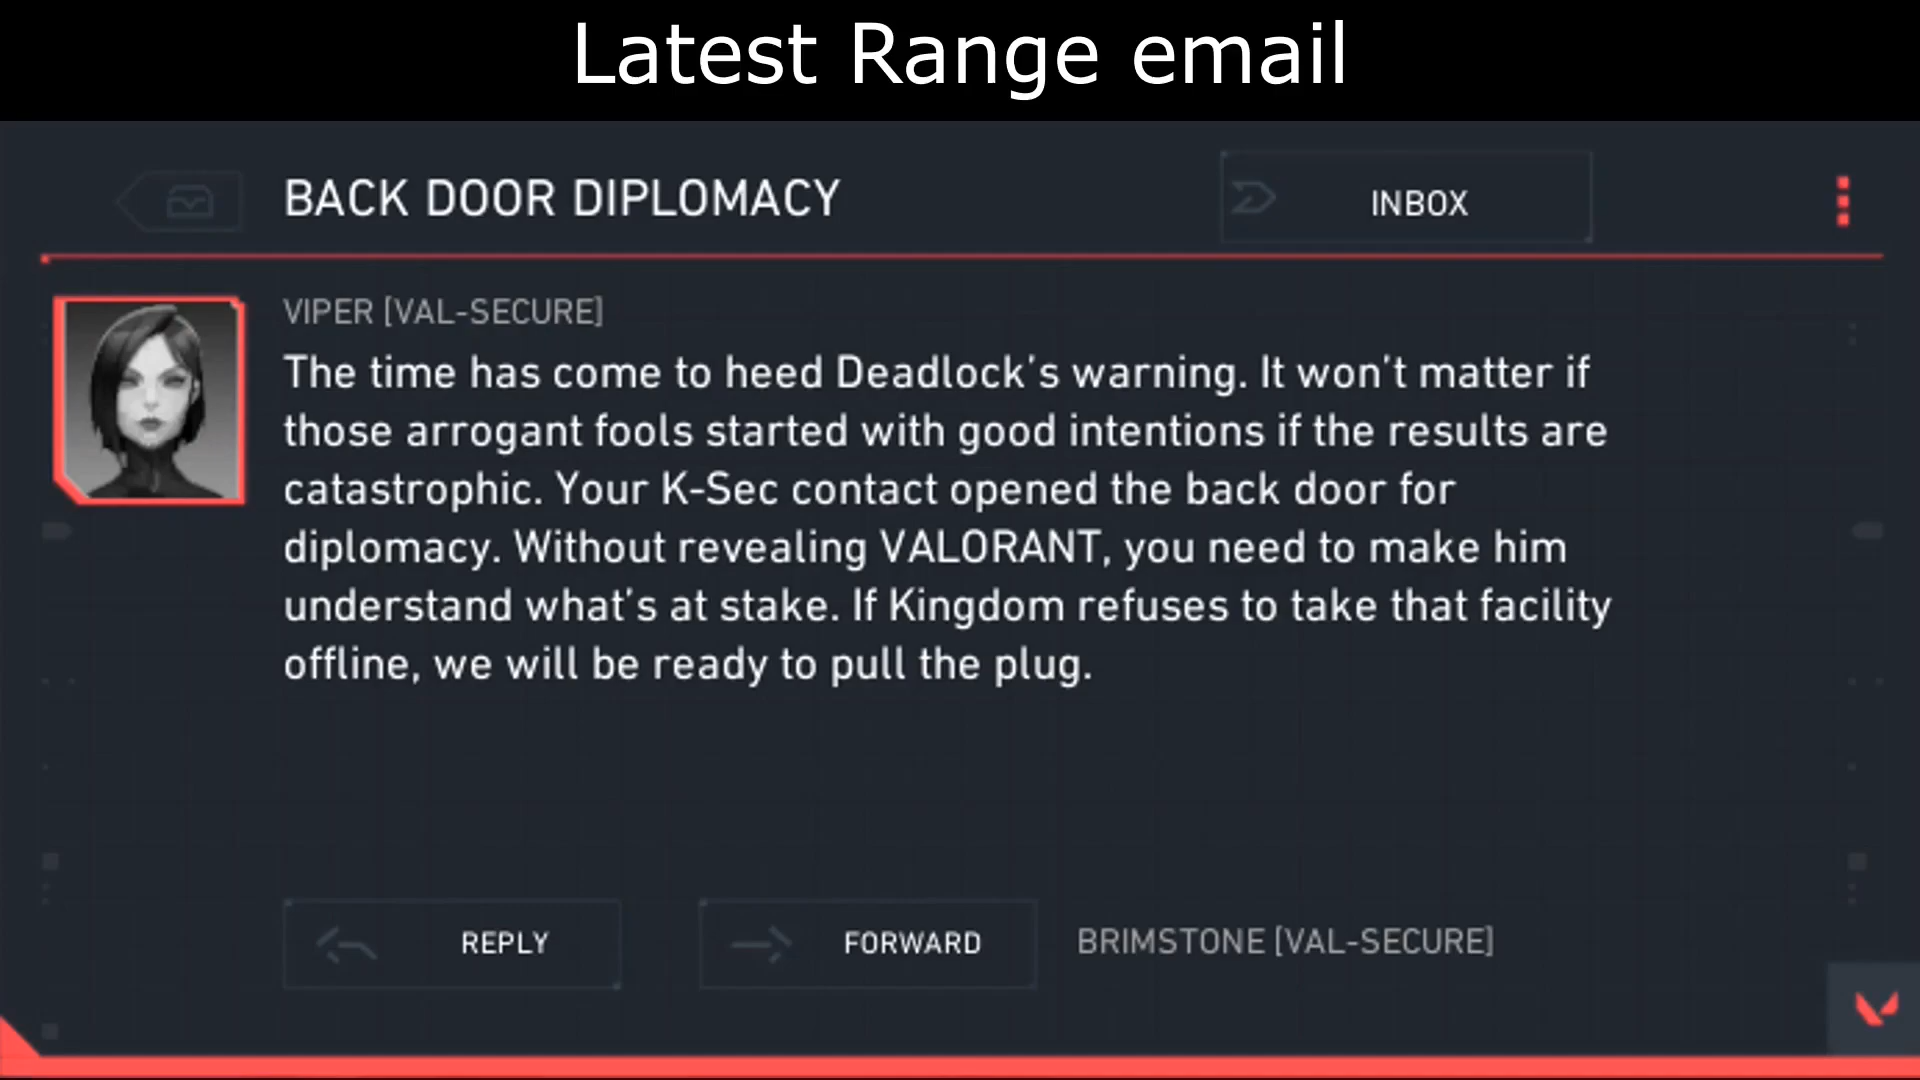 Latest Range email
BACK DOOR DIPLOMACY
INBOX
VIPER [VAL-SECURE]
The time has come to heed Deadlock’s warning. It won’t matter if
those arrogant fools started with good intentions if the results are
catastrophic. Your K-Sec contact opened the back door for
diplomacy. Without revealing VALORANT, you need to make him
understand what’s at stake. If Kingdom refuses to take that facility
offline, we will be ready to pull the plug.
REPLY
FORWARD
BRIMSTONE [VAL-SECURE]